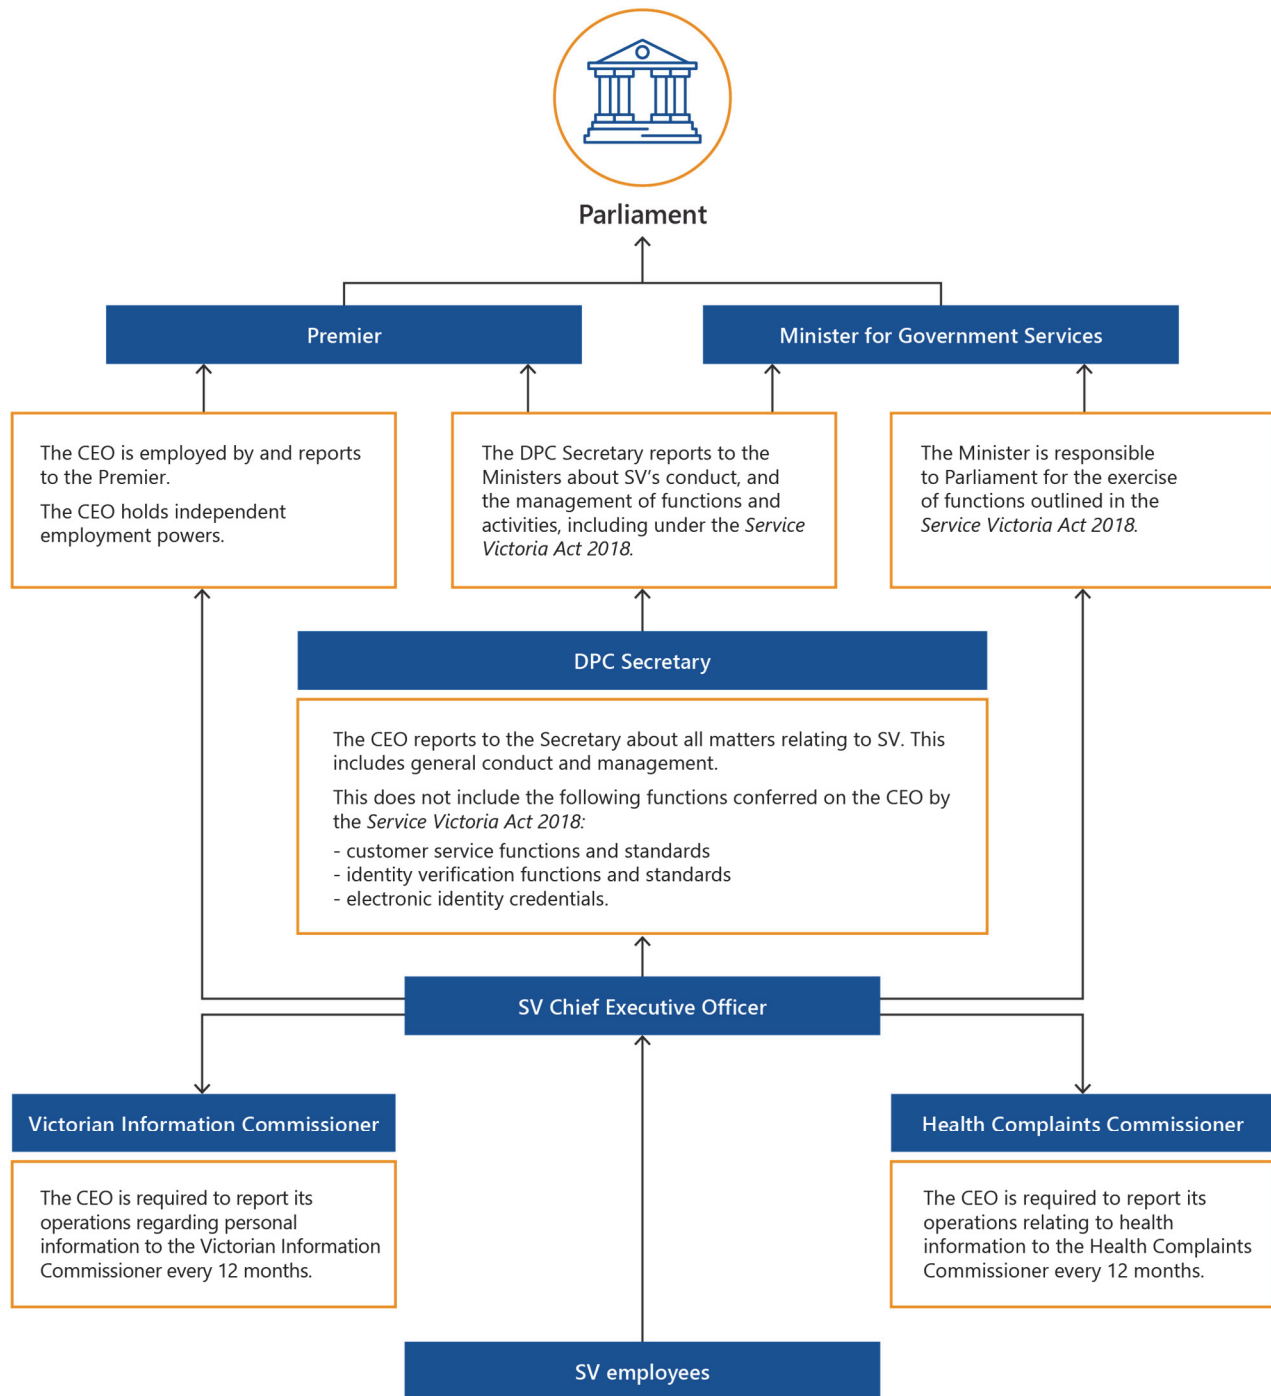 Parliament
Premier
Minister for Government Services
The CEO is employed by and reports
to the Premier.
The CEO holds independent
employment powers.
The DPC Secretary reports to the
Ministers about SV’s conduct, and
the management of functions and
activities, including under the Service
Victoria Act 2018.
The Minister is responsible
to Parliament for the exercise
of functions outlined in the
Service Victoria Act 2018.
DPC Secretary
The CEO reports to the Secretary about all matters relating to SV. This
includes general conduct and management.
This does not include the following functions conferred on the CEO by
the Service Victoria Act 2018:
- customer service functions and standards
- identity verification functions and standards
- electronic identity credentials.
SV Chief Executive Officer
Victorian Information Commissioner
The CEO is required to report its
operations regarding personal
information to the Victorian Information
Commissioner every 12 months.
Health Complaints Commissioner
The CEO is required to report its
operations relating to health
information to the Health Complaints
Commissioner every 12 months.
SV employees